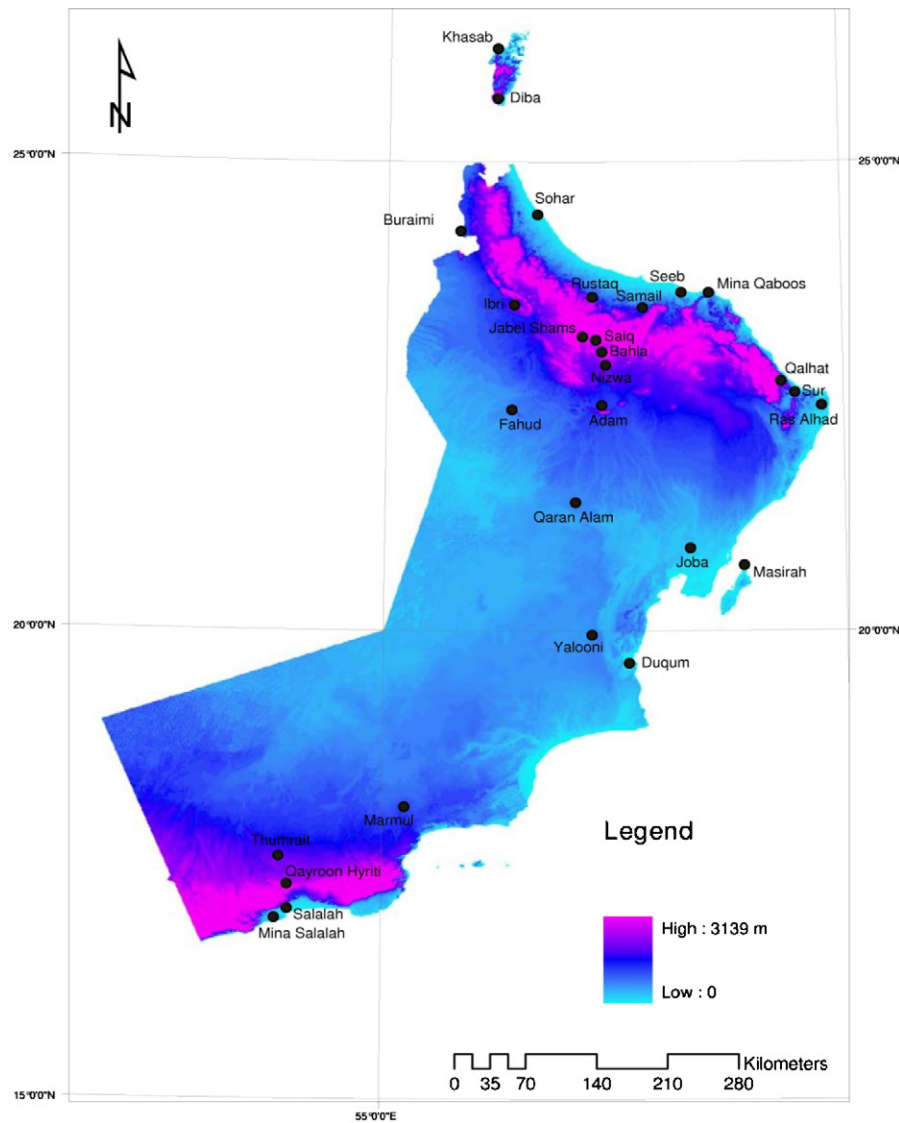 Khasab
N
Diba
25°0'0"N
25°0'0"N
Sohar
Buraimi
Seeb
Mina Qaboos
Rustaq
Samail
Ibri
Jabel Shams
Saiq
Bahla
Nizwa
Qalhat
Sur
Ras Alhad
Adam
Fahud
Qaran Alam
Joba
Masirah
20°0'0"N
20°0'0"N
Yalooni
Duqum
Marmul
Legend
Thumrait
Qayroon Hyriti
Salalah
Mina Salalah
High : 3139 m
Low : 0
Kilometers
0 35 70 140 210 280
15°0'0"N
55°0'0"E